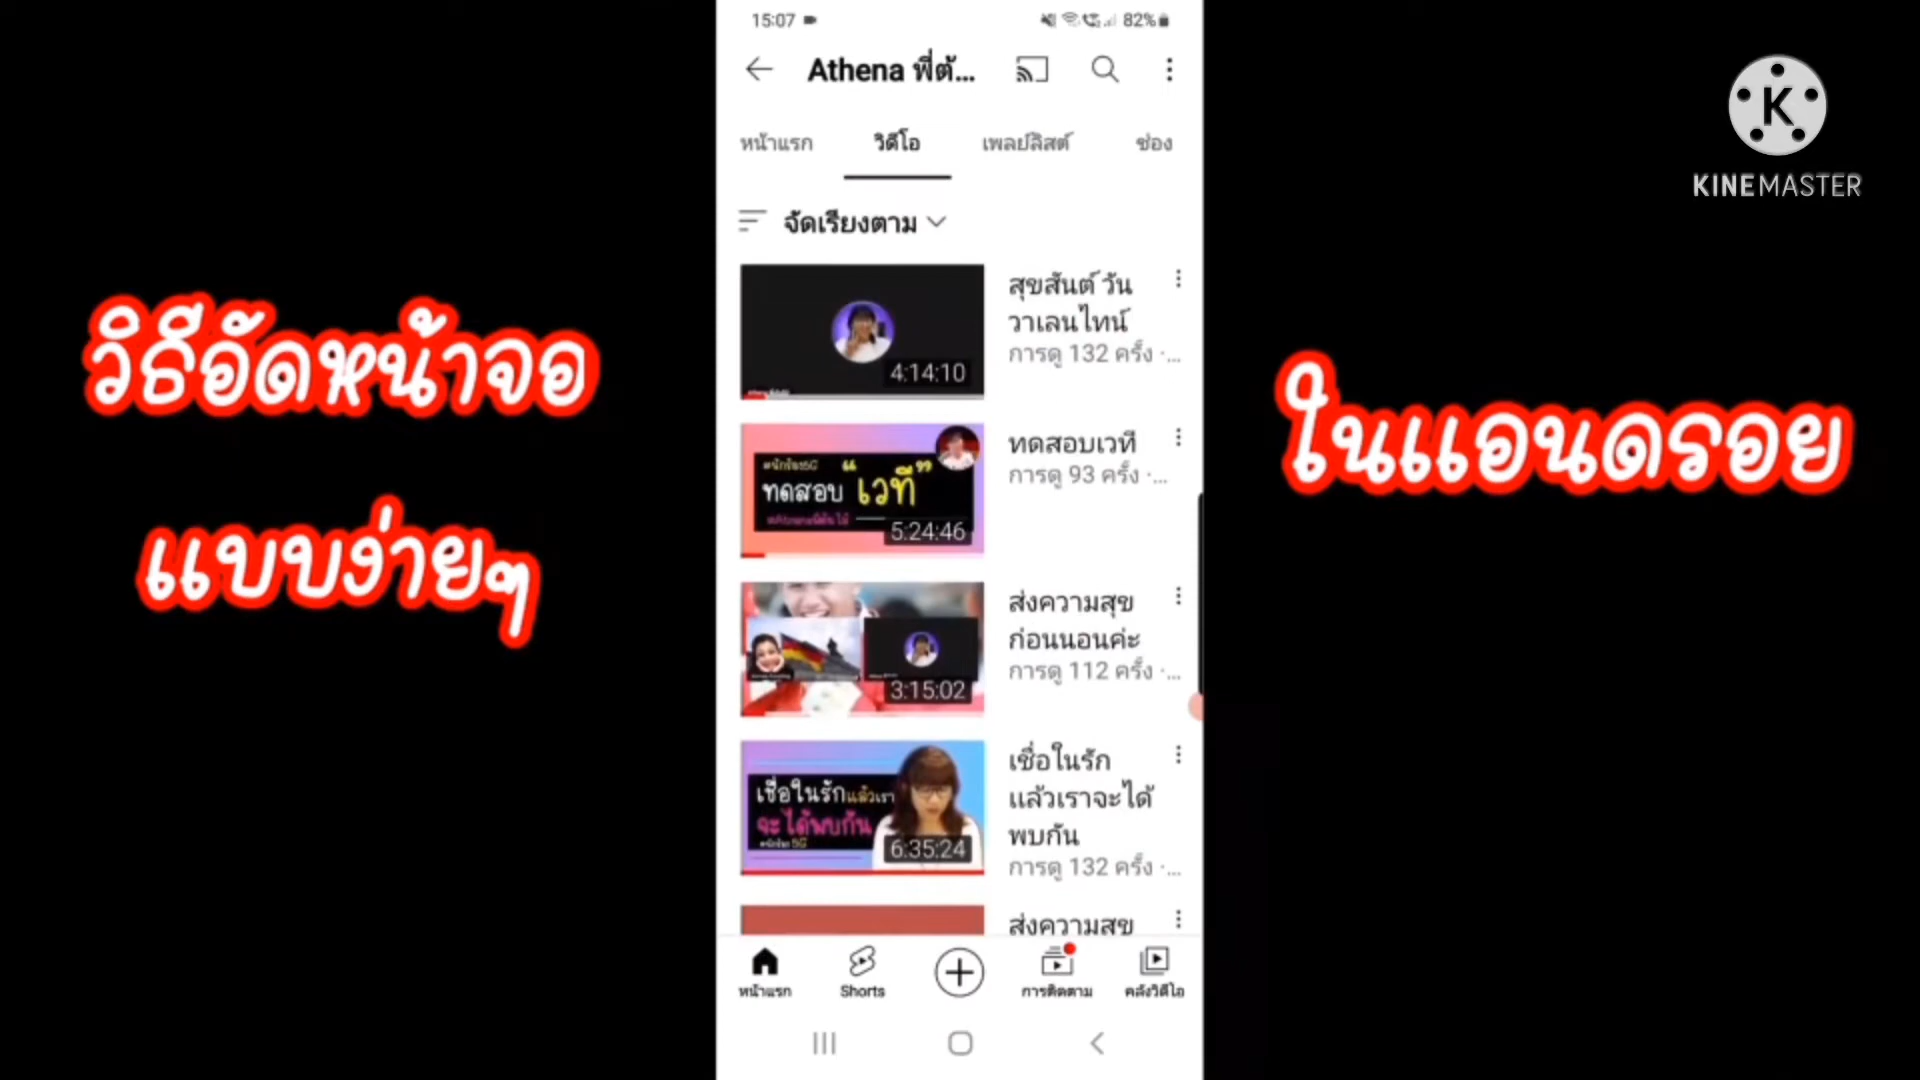 15:07
82%
Athena พี่ต้...
หน้าแรก
วิดีโอ
เพลย์ลิสต์
ช่อง
จัดเรียงตาม
KINEMASTER
วิธีอัดหน้าจอ
แบบง่ายๆ
ในแอนดรอย
4:14:10
สุขสันต์ วัน
วาเลนไทน์
การดู 132 ครั้ง ·...
ทดสอบ "เวที"
5:24:46
ทดสอบเวที
การดู 93 ครั้ง ·...
3:15:02
ส่งความสุข
ก่อนนอนค่ะ
การดู 112 ครั้ง ·...
เชื่อในรักแล้วเรา
จะได้พบกัน
6:35:24
เชื่อในรัก
แล้วเราจะได้
พบกัน
การดู 132 ครั้ง ·...
ส่งความสุข
หน้าแรก
Shorts
การติดตาม
คลังวิดีโอ